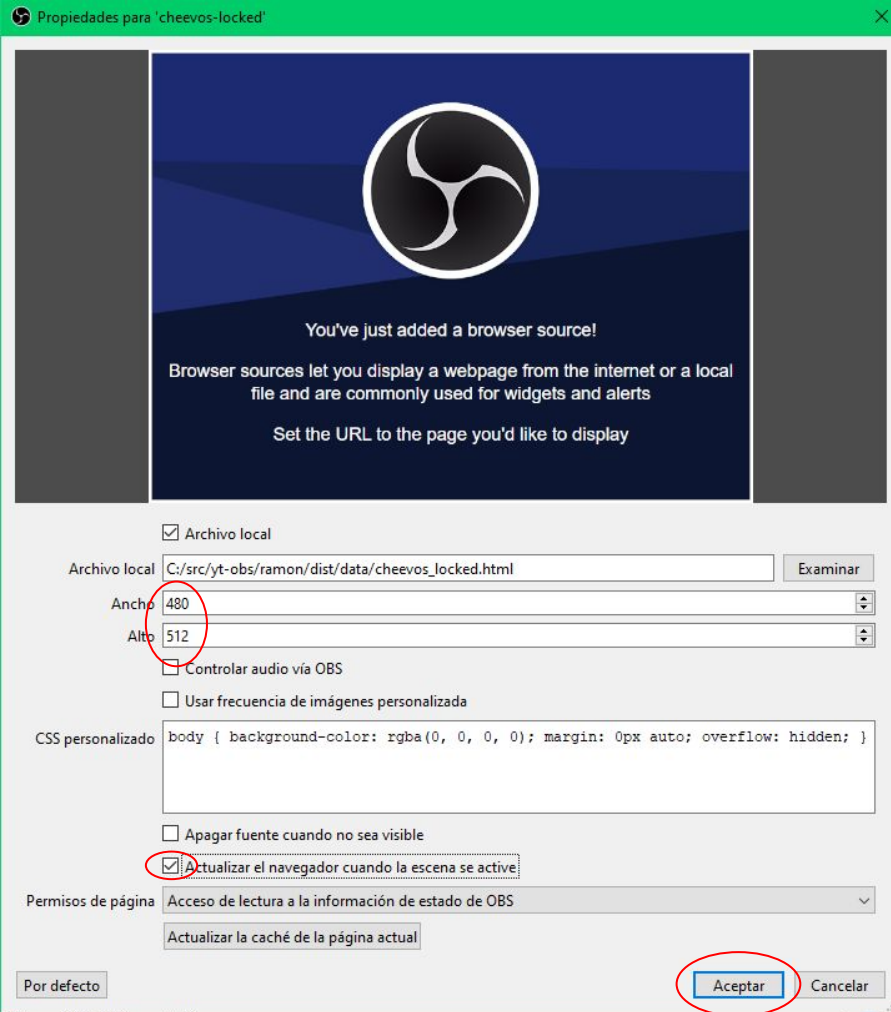 Propiedades para 'cheevos-locked'
You've just added a browser source!
Browser sources let you display a webpage from the internet or a local
file and are commonly used for widgets and alerts
Set the URL to the page you'd like to display
Archivo local
Archivo local C:/src/yt-obs/ramon/dist/data/cheevos_locked.html Examinar
Ancho 480
Alto 512
Controlar audio vía OBS
Usar frecuencia de imágenes personalizada
CSS personalizado body { background-color: rgba(0, 0, 0, 0); margin: 0px auto; overflow: hidden; }
Apagar fuente cuando no sea visible
Actualizar el navegador cuando la escena se active
Permisos de página Acceso de lectura a la información de estado de OBS
Actualizar la caché de la página actual
Por defecto Aceptar Cancelar